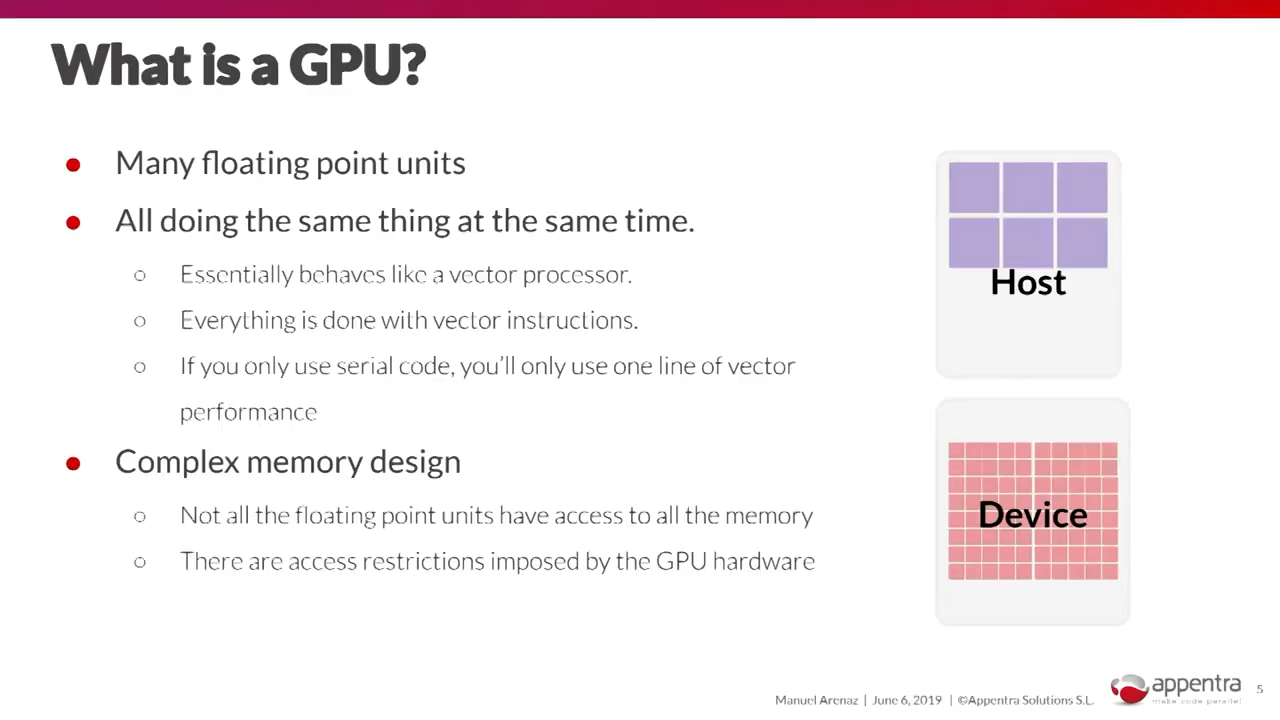 What is a GPU?
● Many floating point units
● All doing the same thing at the same time.
○ Essentially behaves like a vector processor.
○ Everything is done with vector instructions.
○ If you only use serial code, you'll only use one line of vector
performance
● Complex memory design
○ Not all the floating point units have access to all the memory
○ There are access restrictions imposed by the GPU hardware
Host
Device
Manuel Arenaz | June 6, 2019 | ©Appentra Solutions S.L.
appentra
make code parallel
5